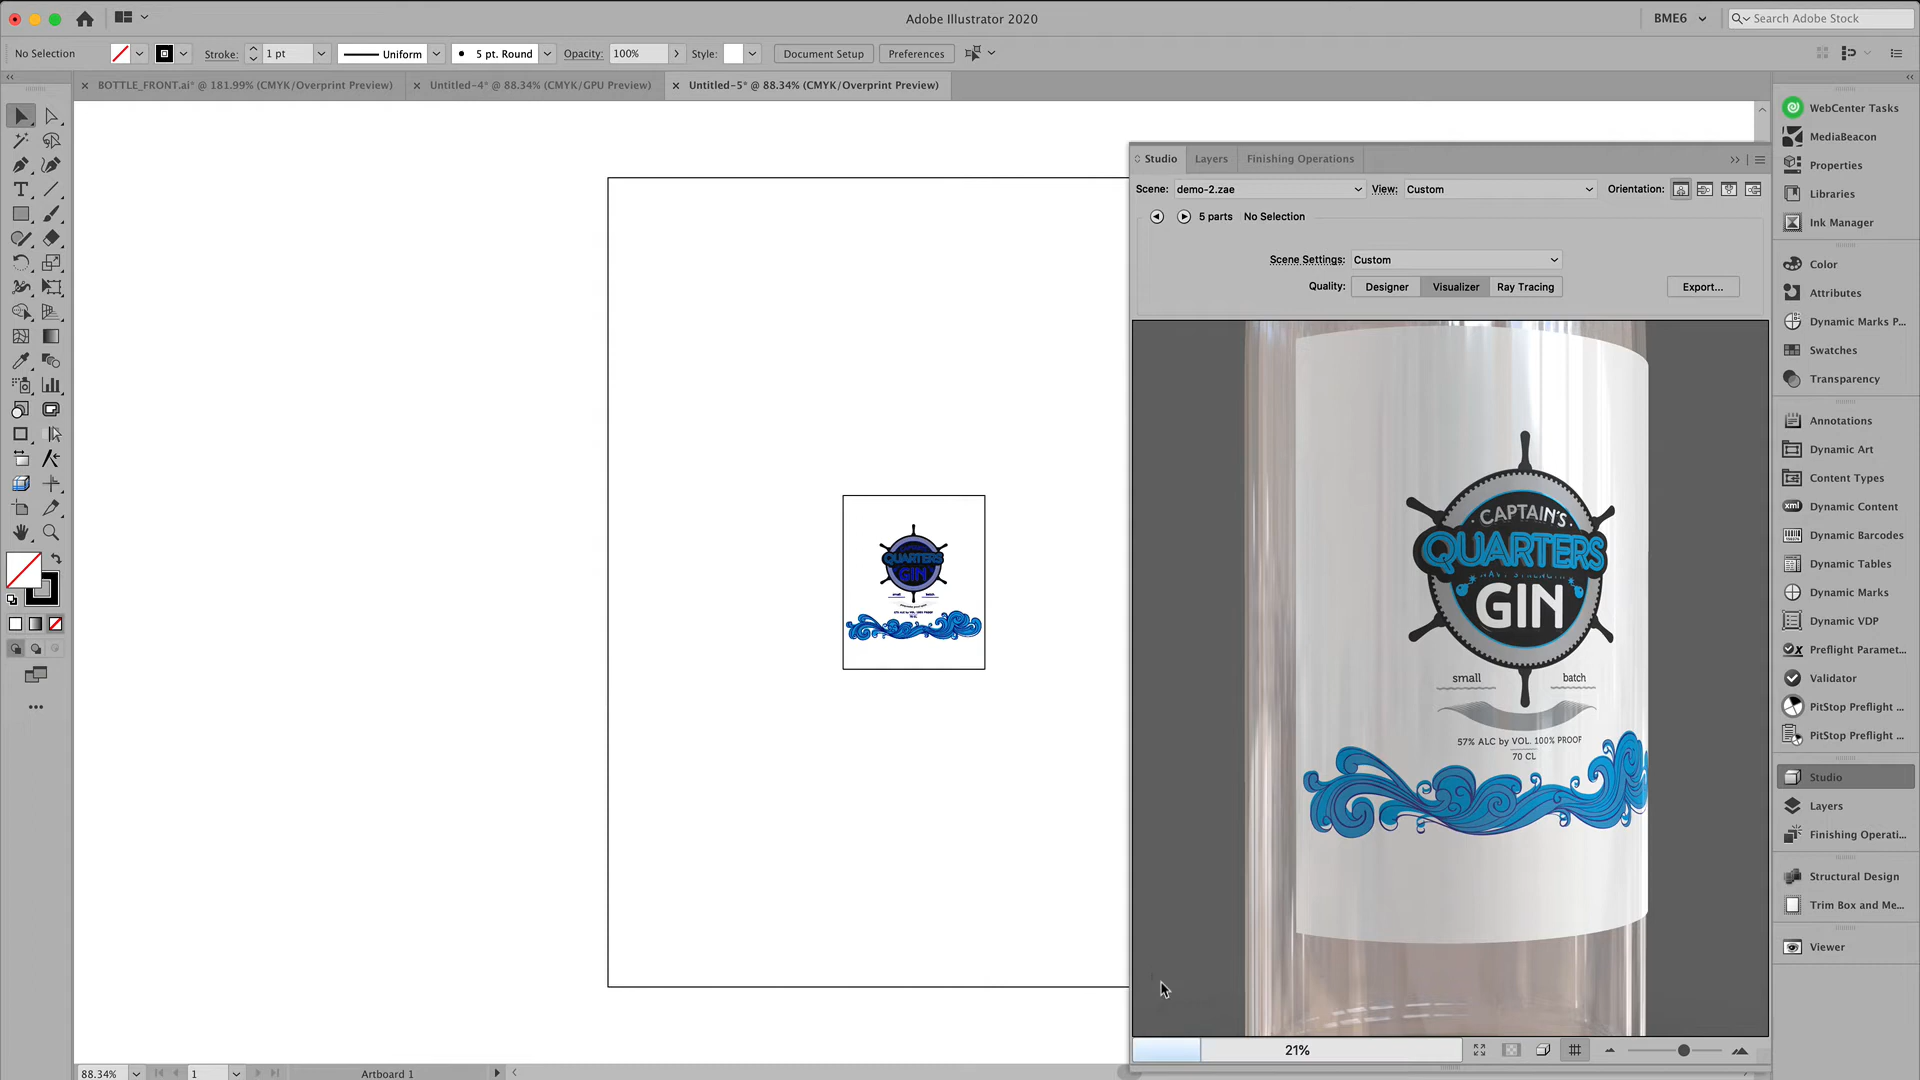 Adobe Illustrator 2020
BME6
Search Adobe Stock
No Selection
Stroke:
1 pt
Uniform
5 pt. Round
Opacity:
100%
Style:
Document Setup
Preferences
BOTTLE_FRONT.ai* @ 181.99% (CMYK/Overprint Preview)
Untitled-4* @ 88.34% (CMYK/GPU Preview)
Untitled-5* @ 88.34% (CMYK/Overprint Preview)
Studio
Layers
Finishing Operations
Scene:
demo-2.zae
View:
Custom
Orientation:
5 parts
No Selection
Scene Settings:
Custom
Quality:
Designer
Visualizer
Ray Tracing
Export...
QUARTERS
GIN
small
batch
CAPTAIN'S
QUARTERS
GIN
small
batch
57% ALC by VOL. 100% PROOF
70 CL
21%
WebCenter Tasks
MediaBeacon
Properties
Libraries
Ink Manager
Color
Attributes
Dynamic Marks P...
Swatches
Transparency
Annotations
Dynamic Art
Content Types
xml
Dynamic Content
Dynamic Barcodes
Dynamic Tables
Dynamic Marks
Dynamic VDP
Preflight Paramet...
Validator
PitStop Preflight ...
PitStop Preflight ...
Studio
Layers
Finishing Operati...
Structural Design
Trim Box and Me...
Viewer
88.34%
1
Artboard 1